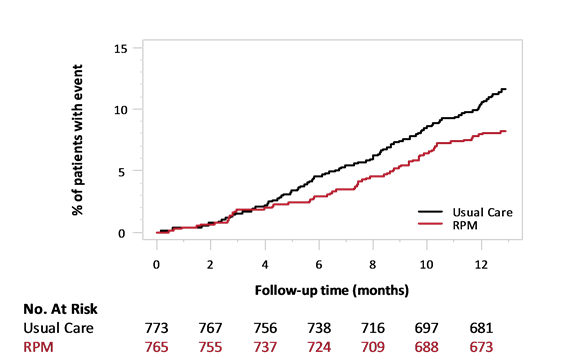 15
10
5
0
% of patients with event
Usual Care
RPM
0 2 4 6 8 10 12
Follow-up time (months)
No. At Risk
Usual Care 773 767 756 738 716 697 681
RPM 765 755 737 724 709 688 673